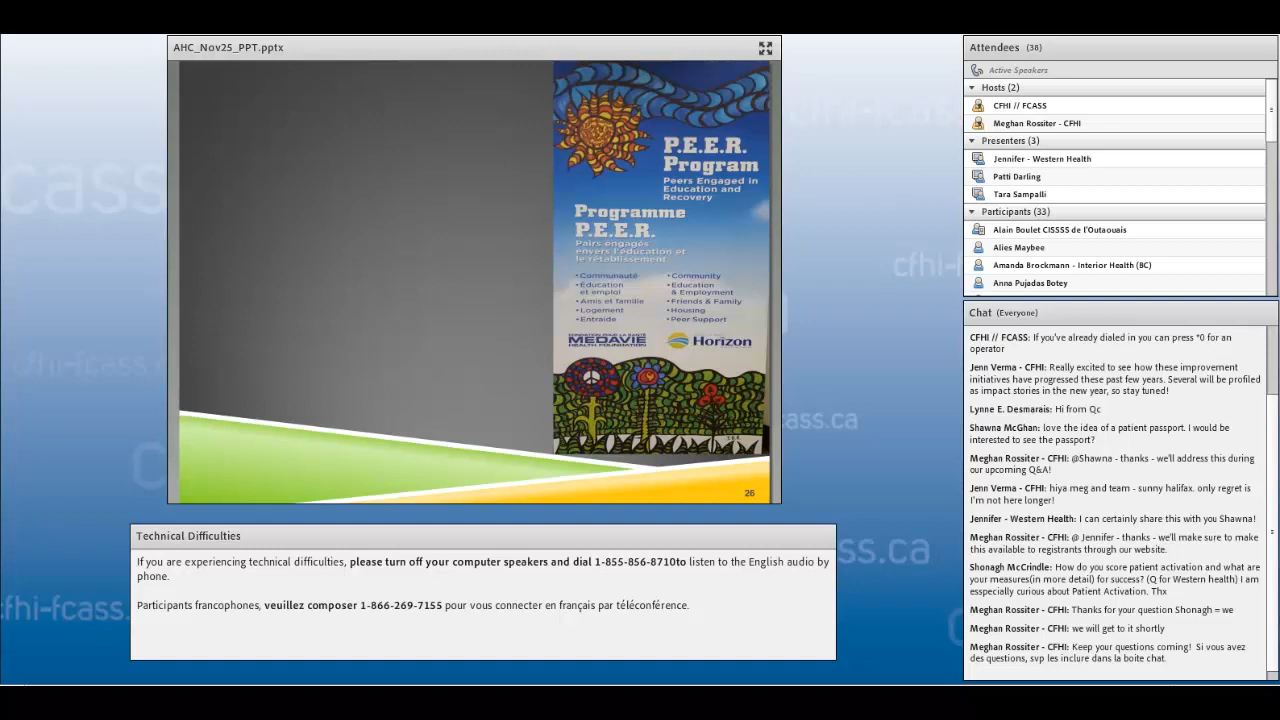 AHC_Nov25_PPT.pptx
P.E.E.R.
Program
Peers Engaged in
Education and
Recovery
Programme
P.E.E.R.
Pairs engagés
envers l'éducation et
le rétablissement
• Communauté
• Éducation
et emploi
• Amis et famille
• Logement
• Entraide
• Community
• Education
& Employment
• Friends & Family
• Housing
• Peer Support
FONDATION POUR LA SANTÉ
MEDAVIE
HEALTH FOUNDATION
Horizon
26
Technical Difficulties
If you are experiencing technical difficulties, please turn off your computer speakers and dial 1-855-856-8710to listen to the English audio by
phone.
Participants francophones, veuillez composer 1-866-269-7155 pour vous connecter en français par téléconférence.
Attendees (38)
Active Speakers
Hosts (2)
CFHI // FCASS
Meghan Rossiter - CFHI
Presenters (3)
Jennifer - Western Health
Patti Darling
Tara Sampalli
Participants (33)
Alain Boulet CISSSS de l'Outaouais
Alies Maybee
Amanda Brockmann - Interior Health (BC)
Anna Pujadas Botey
Chat (Everyone)
CFHI // FCASS: If you've already dialed in you can press *0 for an
operator
Jenn Verma - CFHI: Really excited to see how these improvement
initiatives have progressed these past few years. Several will be profiled
as impact stories in the new year, so stay tuned!
Lynne E. Desmarais: Hi from Qc
Shawna McGhan: love the idea of a patient passport. I would be
interested to see the passport?
Meghan Rossiter - CFHI: @Shawna - thanks - we'll address this during
our upcoming Q&A!
Jenn Verma - CFHI: hiya meg and team - sunny halifax. only regret is
I'm not here longer!
Jennifer - Western Health: I can certainly share this with you Shawna!
Meghan Rossiter - CFHI: @ Jennifer - thanks - we'll make sure to make
this available to registrants through our website.
Shonagh McCrindle: How do you score patient activation and what are
your measures(in more detail) for success? (Q for Western health) I am
esspecially curious about Patient Activation. Thx
Meghan Rossiter - CFHI: Thanks for your question Shonagh = we
Meghan Rossiter - CFHI: we will get to it shortly
Meghan Rossiter - CFHI: Keep your questions coming! Si vous avez
des questions, svp les inclure dans la boite chat.
cfhi-fcass
cfhi-fcass.
cass.ca
ss.ca
cfhi-f